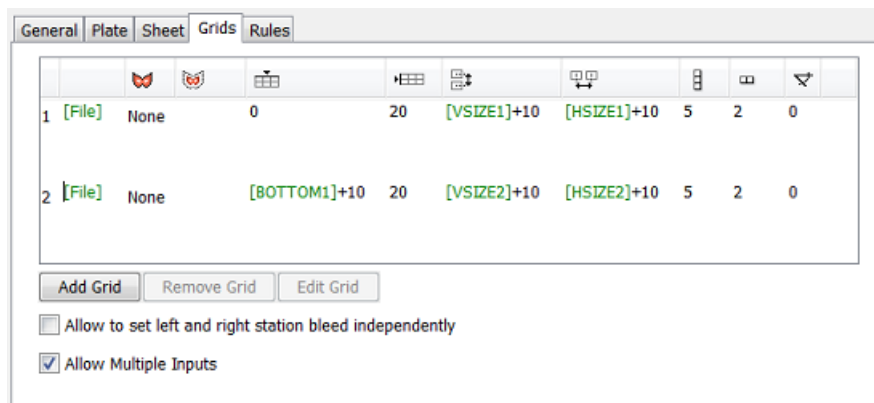 General Plate Sheet Grids Rules
1 [File] None 0 20 [VSIZE1]+10 [HSIZE1]+10 5 2 0
2 [File] None [BOTTOM1]+10 20 [VSIZE2]+10 [HSIZE2]+10 5 2 0
Add Grid Remove Grid Edit Grid
Allow to set left and right station bleed independently
Allow Multiple Inputs